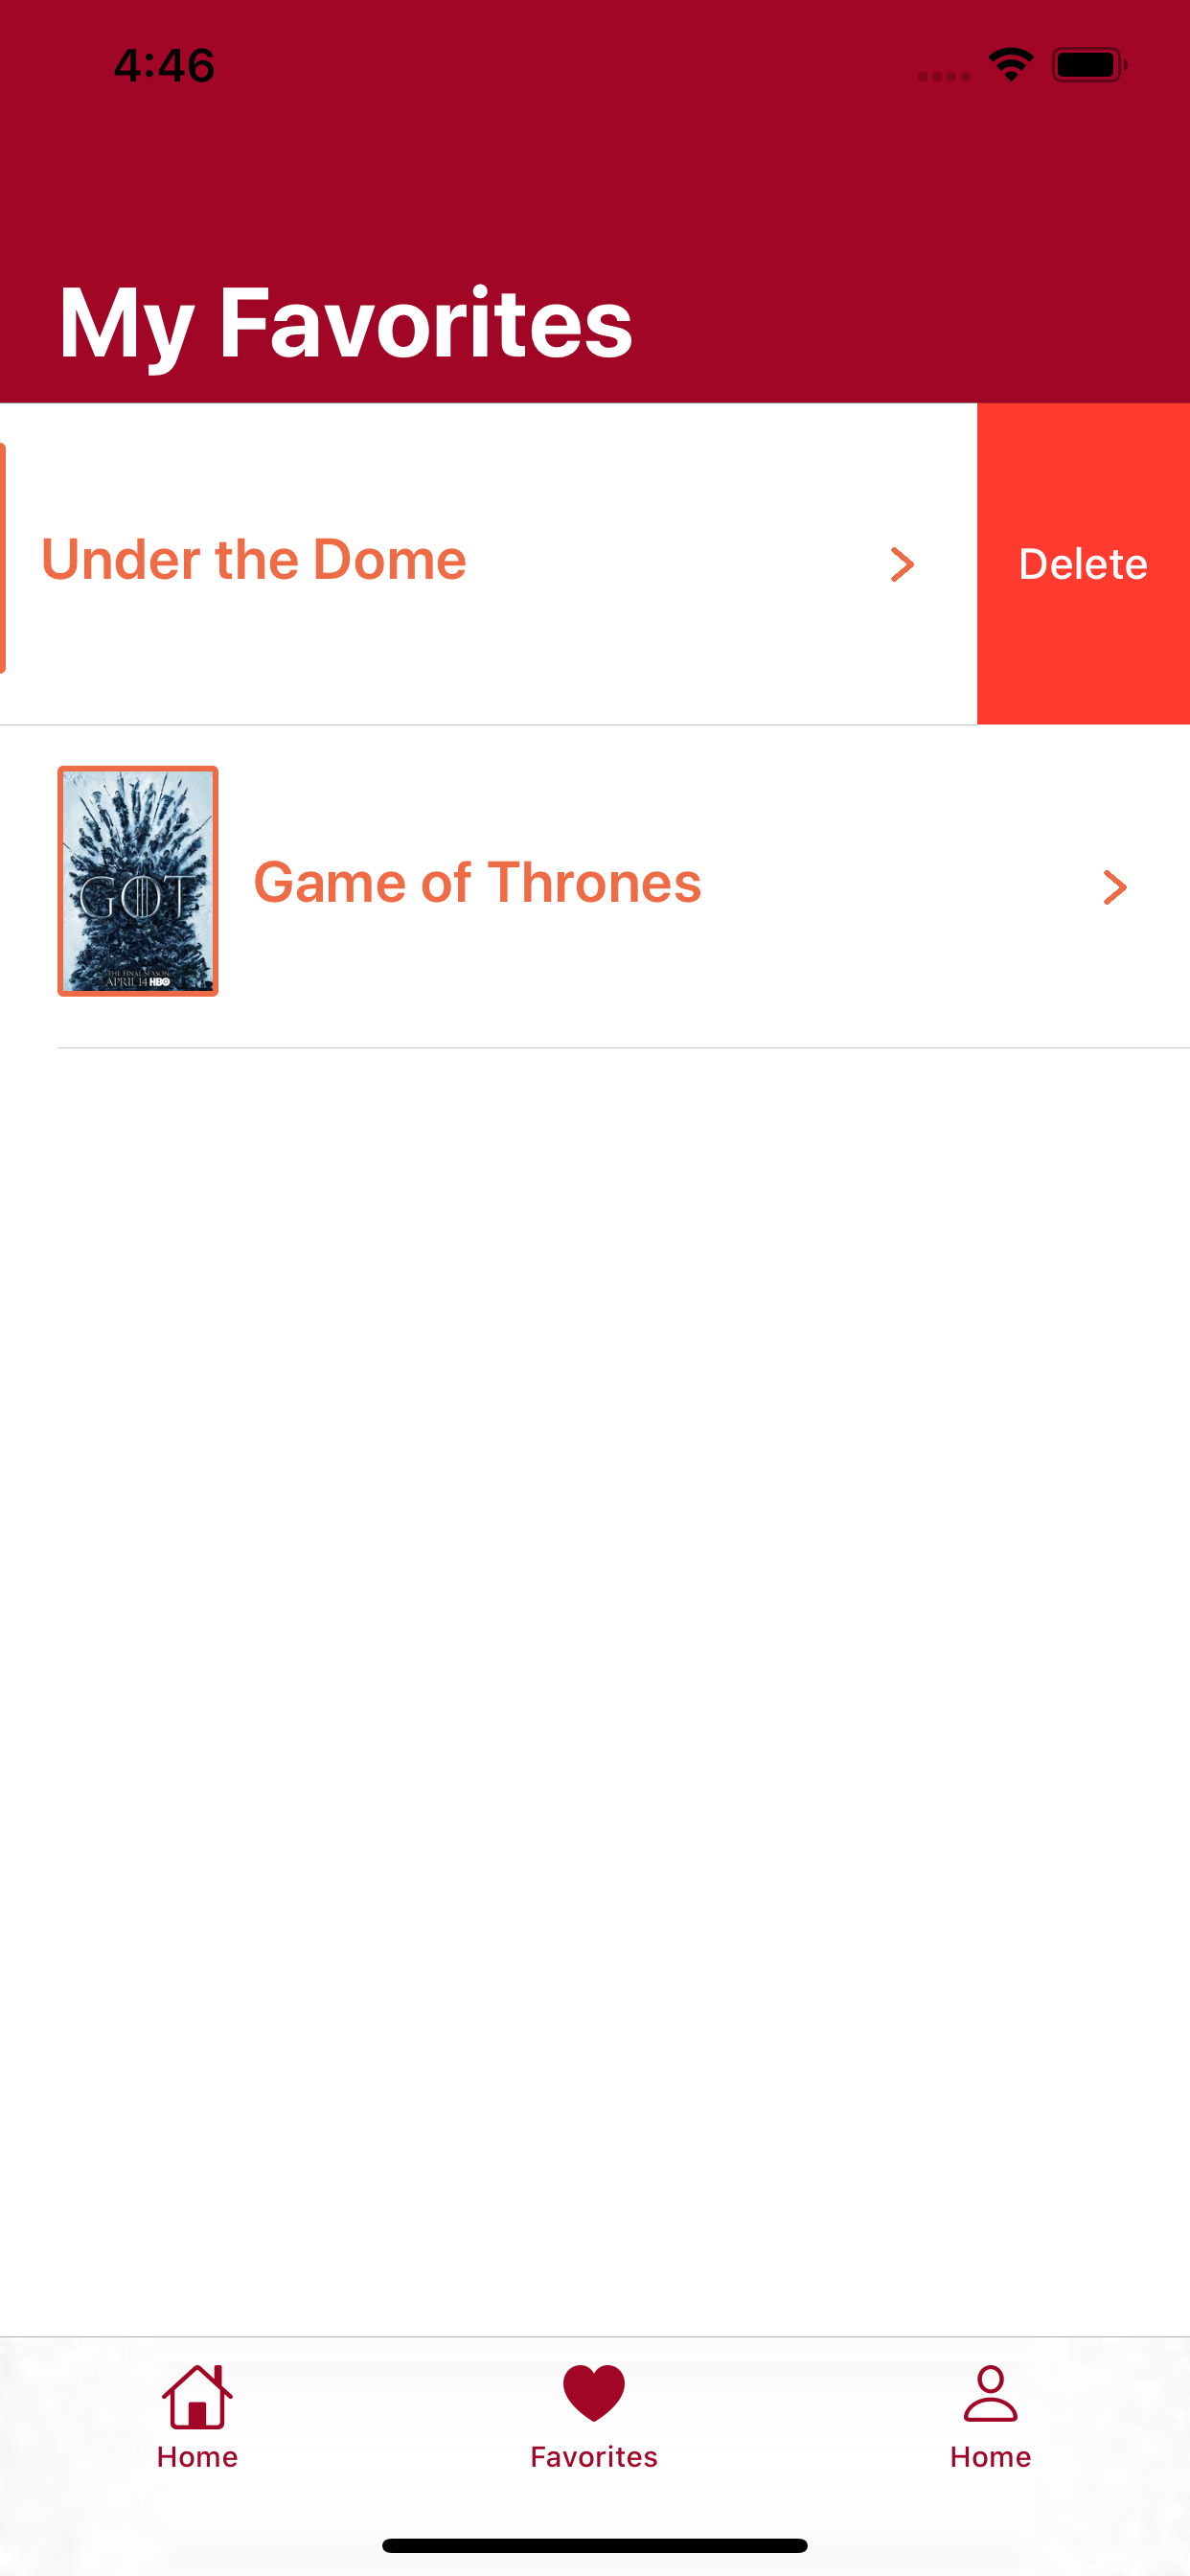 4:46
My Favorites
Under the Dome
Delete
GOT
THE FINAL SEASON
APRIL 14 HBO
Game of Thrones
Home
Favorites
Home